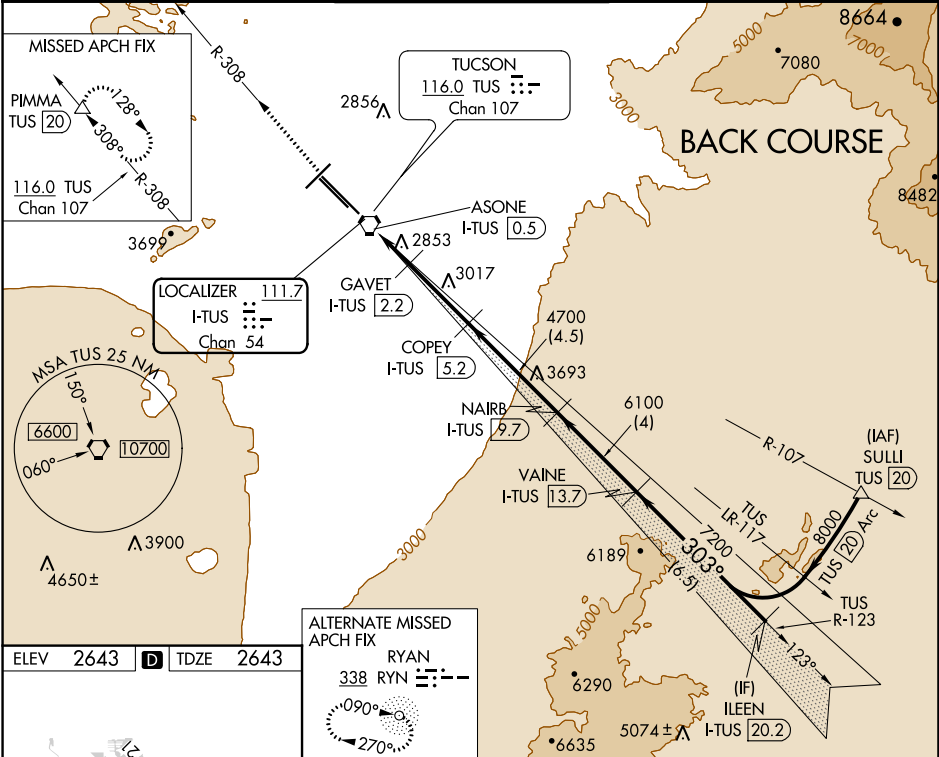 MISSED APCH FIX
PIMMA
TUS 20
128°
308°
R-308
116.0 TUS
Chan 107
R-308
2856
TUCSON
116.0 TUS
Chan 107
8664
5000
7000
7080
3000
BACK COURSE
8482
3699
ASONE
I-TUS 0.5
2853
LOCALIZER 111.7
I-TUS
Chan 54
GAVET
I-TUS 2.2
3017
COPEY
I-TUS 5.2
4700
(4.5)
3693
MSA TUS 25 NM
150°
6600
10700
060°
NAIRB
I-TUS 9.7
6100
(4)
R-107
(IAF)
SULLI
TUS 20
VAINE
I-TUS 13.7
TUS
LR-117
7200
8000
TUS 20 Arc
3900
4650±
3000
6189
303°
(6.5)
TUS
R-123
123°
5000
(IF)
ILEEN
I-TUS 20.2
6290
5074±
6635
ELEV 2643 D TDZE 2643
21
ALTERNATE MISSED
APCH FIX
RYAN
338 RYN
090°
270°